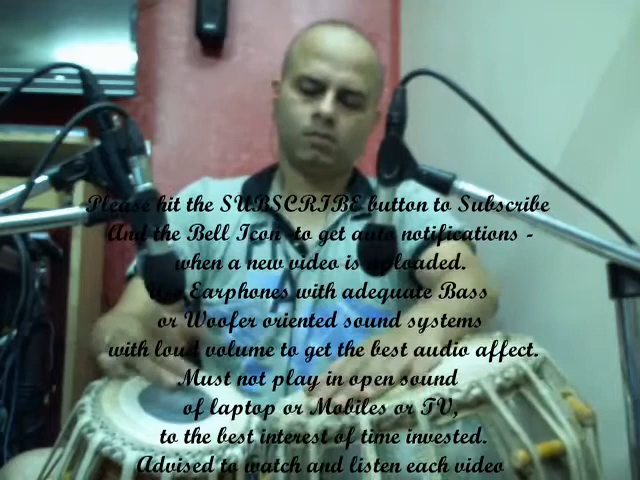 Please hit the SUBSCRIBE button to Subscribe
And the Bell Icon to get auto notifications -
when a new video is uploaded.
Use Earphones with adequate Bass
or Woofer oriented sound systems
with loud volume to get the best audio affect.
Must not play in open sound
of laptop or Mobiles or TV,
to the best interest of time invested.
Advised to watch and listen each video